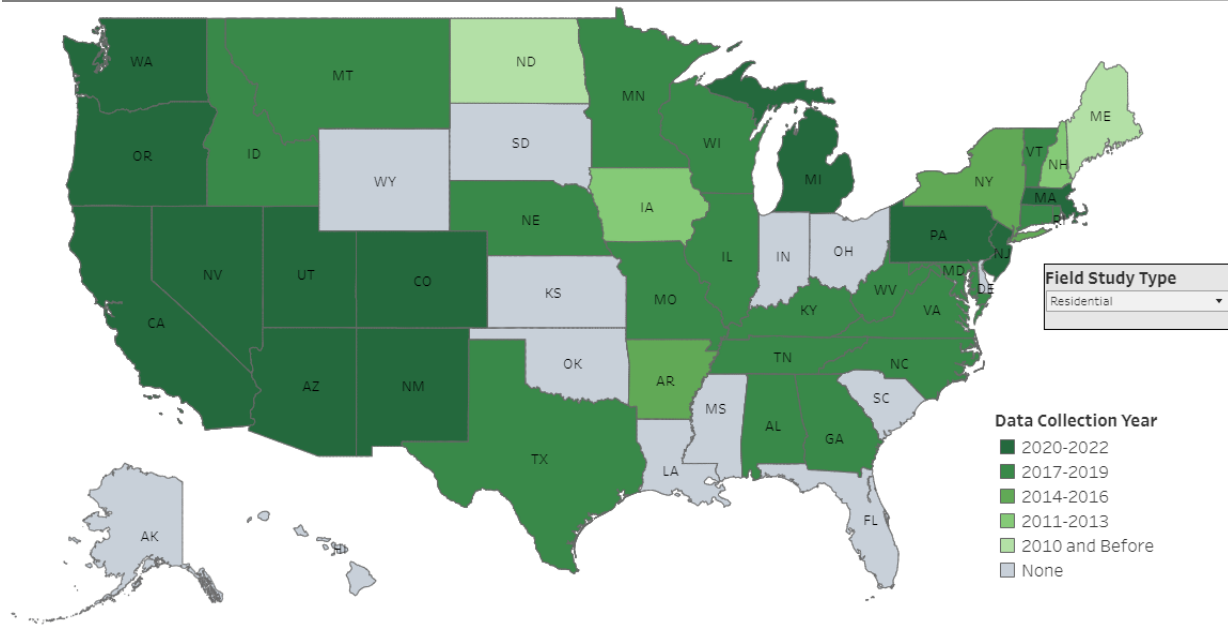 WA
MT
ND
MN
ME
OR
ID
SD
WI
VT
NH
WY
MI
NY
MA
RI
IA
NE
PA
NJ
NV
UT
CO
IL
IN
OH
MD
DE
CA
KS
MO
WV
VA
KY
AZ
NM
OK
AR
TN
NC
MS
AL
GA
SC
TX
LA
FL
AK
HI
Field Study Type
Residential
Data Collection Year
2020-2022
2017-2019
2014-2016
2011-2013
2010 and Before
None